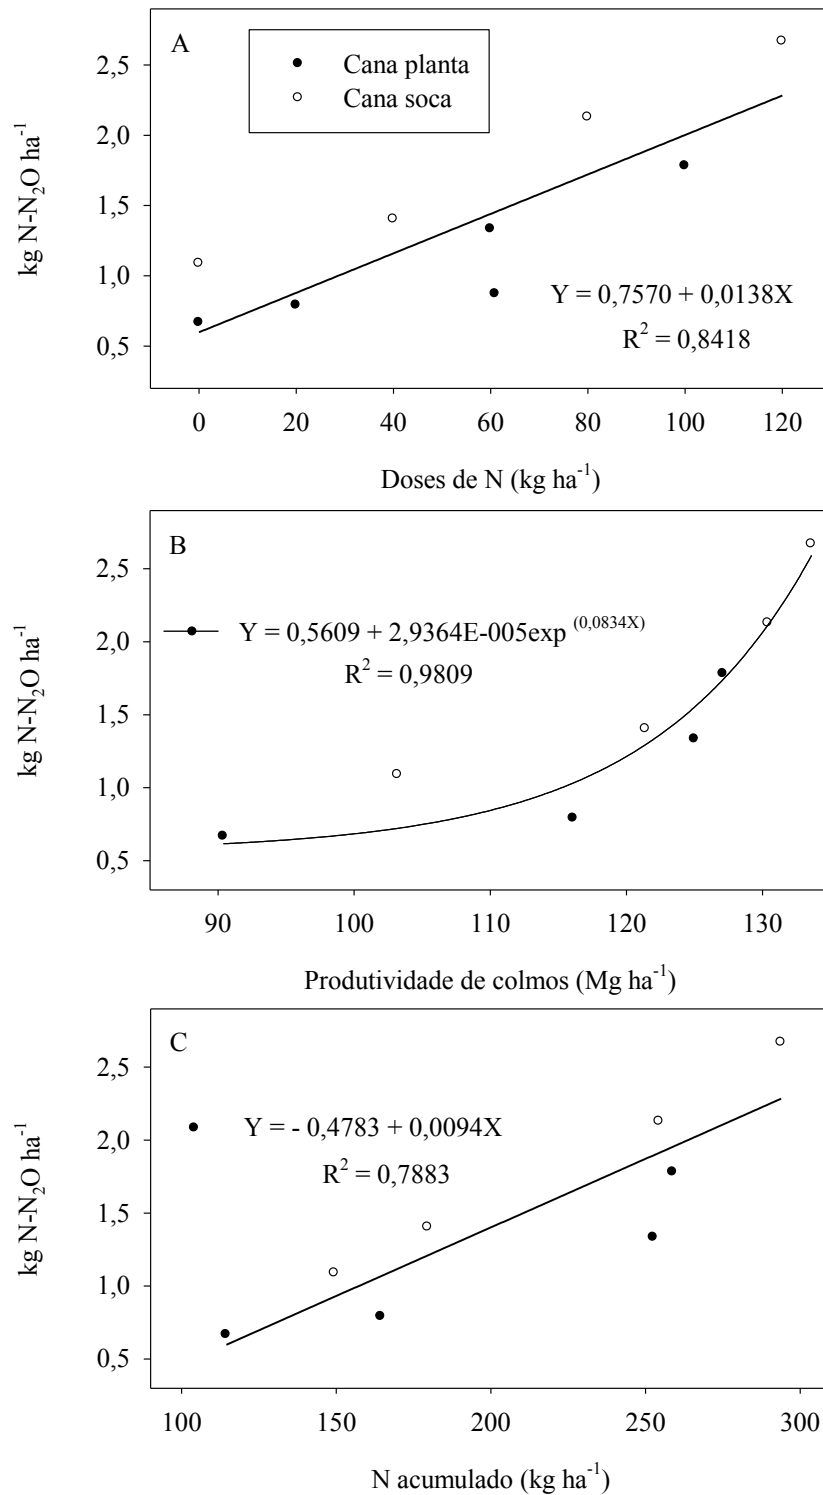 A
Cana planta
Cana soca
2,5
2,0
1,5
1,0
0,5
kg N-N₂O ha⁻¹
Y = 0,7570 + 0,0138X
R² = 0,8418
0 20 40 60 80 100 120
Doses de N (kg ha⁻¹)
B
2,5
2,0
1,5
1,0
0,5
kg N-N₂O ha⁻¹
Y = 0,5609 + 2,9364E-005exp ⁽⁰,⁰⁸³⁴ˣ⁾
R² = 0,9809
90 100 110 120 130
Produtividade de colmos (Mg ha⁻¹)
C
2,5
2,0
1,5
1,0
0,5
kg N-N₂O ha⁻¹
Y = - 0,4783 + 0,0094X
R² = 0,7883
100 150 200 250 300
N acumulado (kg ha⁻¹)